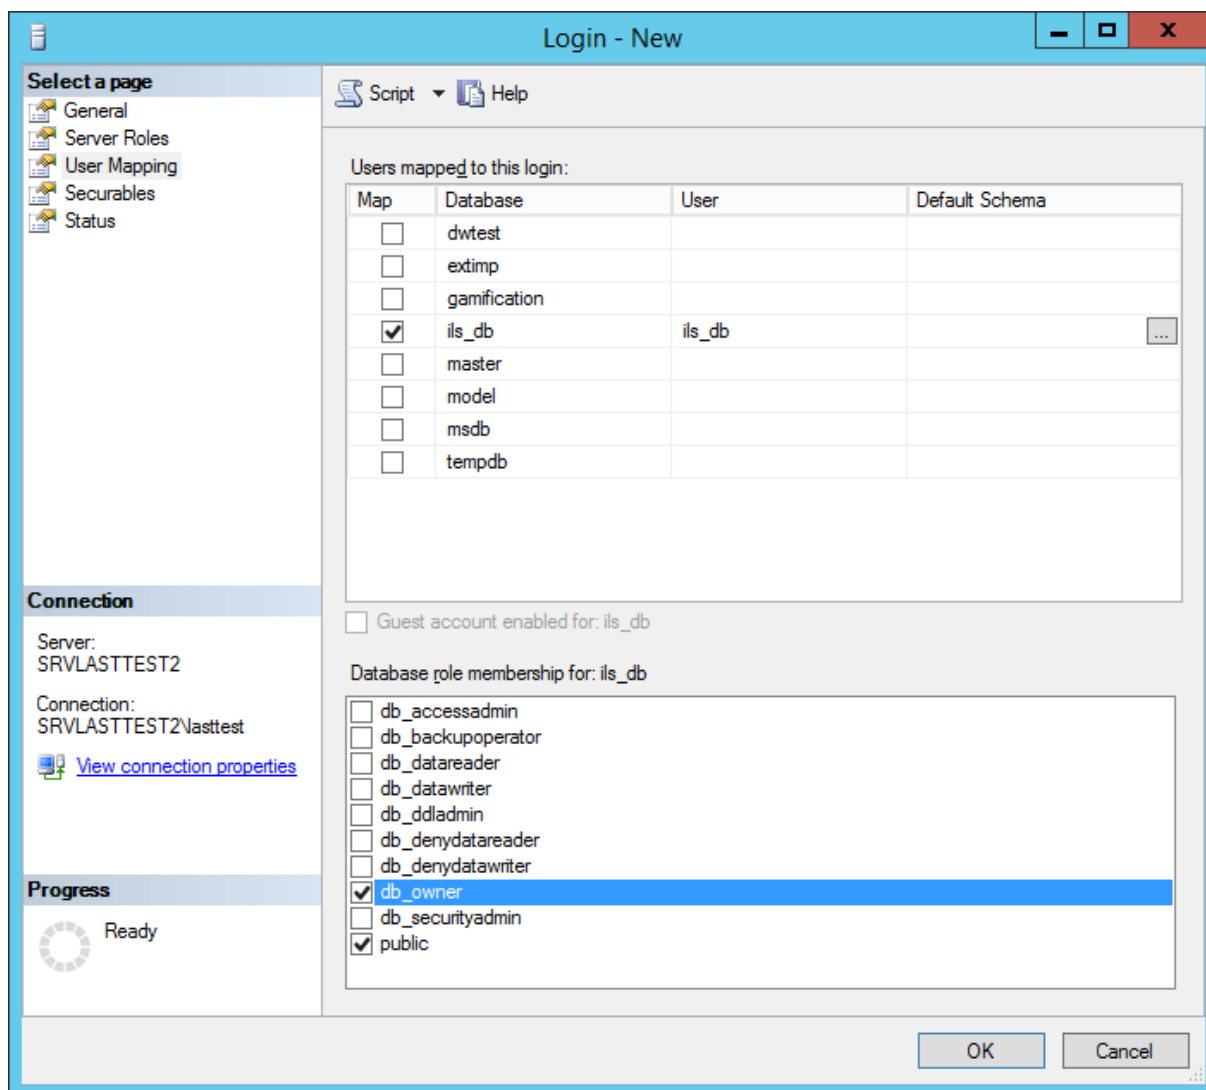 Login - New
Select a page
General
Server Roles
User Mapping
Securables
Status
Script
Help
Users mapped to this login:
Map Database User Default Schema
dwtest
extimp
gamification
ils_db ils_db ...
master
model
msdb
tempdb
Guest account enabled for: ils_db
Connection
Server:
SRVLASTTEST2
Connection:
SRVLASTTEST2\lasttest
View connection properties
Database role membership for: ils_db
db_accessadmin
db_backupoperator
db_datareader
db_datawriter
db_ddladmin
db_denydatareader
db_denydatawriter
db_owner
db_securityadmin
public
Progress
Ready
OK Cancel